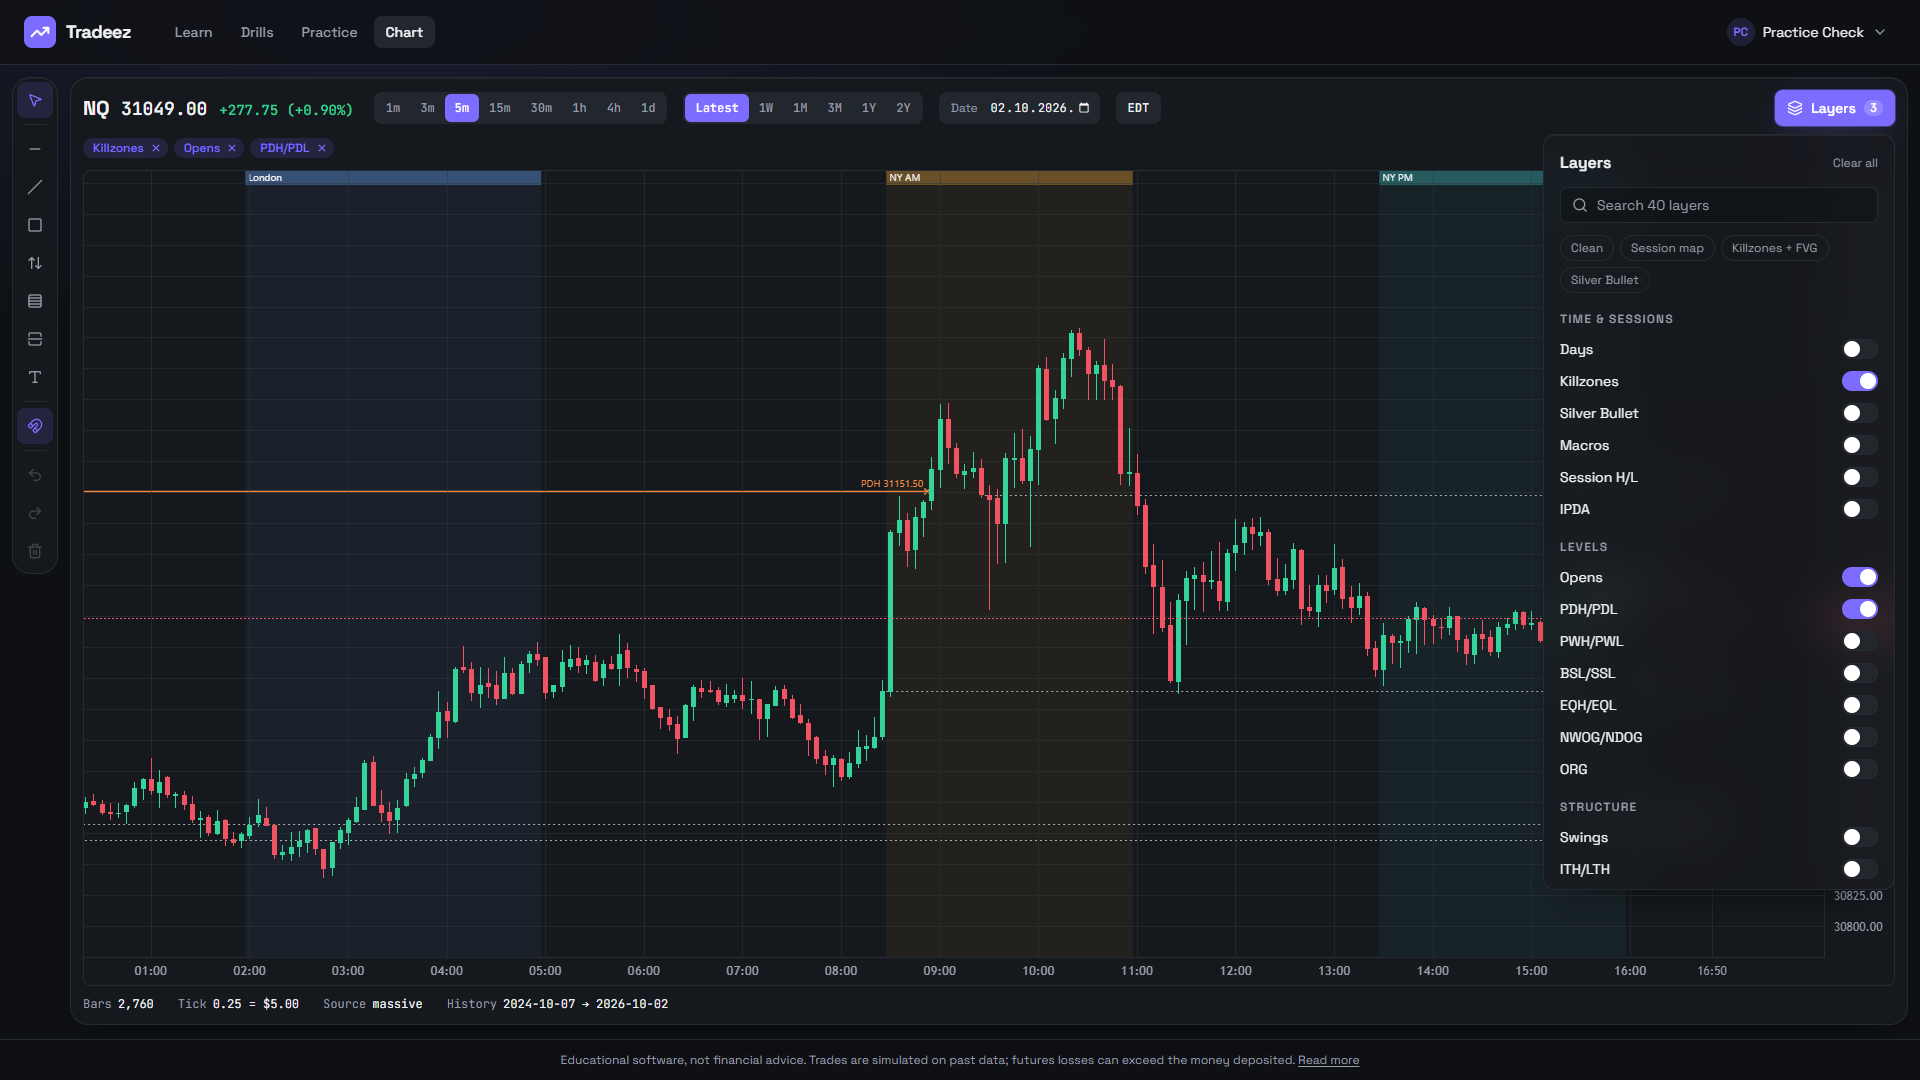 Tradeez Learn Drills Practice Chart PC Practice Check
NQ 31049.00 +277.75 (+0.90%) 1m 3m 5m 15m 30m 1h 4h 1d Latest 1W 1M 3M 1Y 2Y Date 02.10.2026. EDT Layers 3
Killzones × Opens × PDH/PDL ×
London NY AM NY PM
PDH 31151.50
Layers Clear all
Search 40 layers
Clean Session map Killzones + FVG
Silver Bullet
TIME & SESSIONS
Days
Killzones
Silver Bullet
Macros
Session H/L
IPDA
LEVELS
Opens
PDH/PDL
PWH/PWL
BSL/SSL
EQH/EQL
NWOG/NDOG
ORG
STRUCTURE
Swings
ITH/LTH
30825.00
30800.00
01:00 02:00 03:00 04:00 05:00 06:00 07:00 08:00 09:00 10:00 11:00 12:00 13:00 14:00 15:00 16:00 16:50
Bars 2,760 Tick 0.25 = $5.00 Source massive History 2024-10-07 → 2026-10-02
Educational software, not financial advice. Trades are simulated on past data; futures losses can exceed the money deposited. Read more